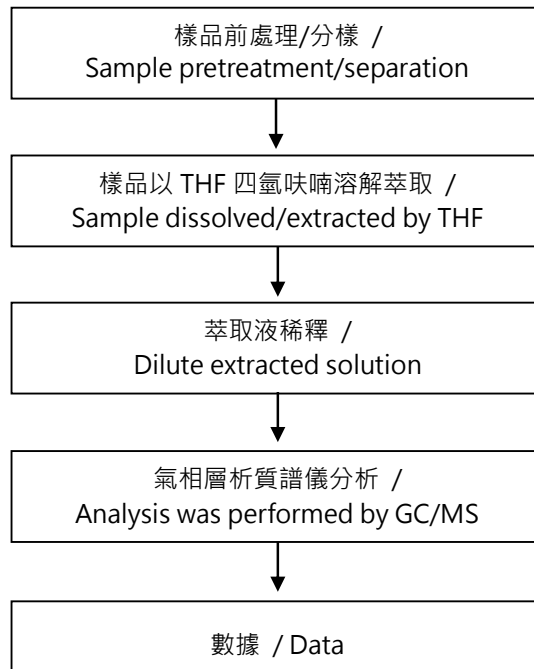 樣品前處理/分樣 /
Sample pretreatment/separation
樣品以 THF 四氫呋喃溶解萃取 /
Sample dissolved/extracted by THF
萃取液稀釋 /
Dilute extracted solution
氣相層析質譜儀分析 /
Analysis was performed by GC/MS
數據 / Data